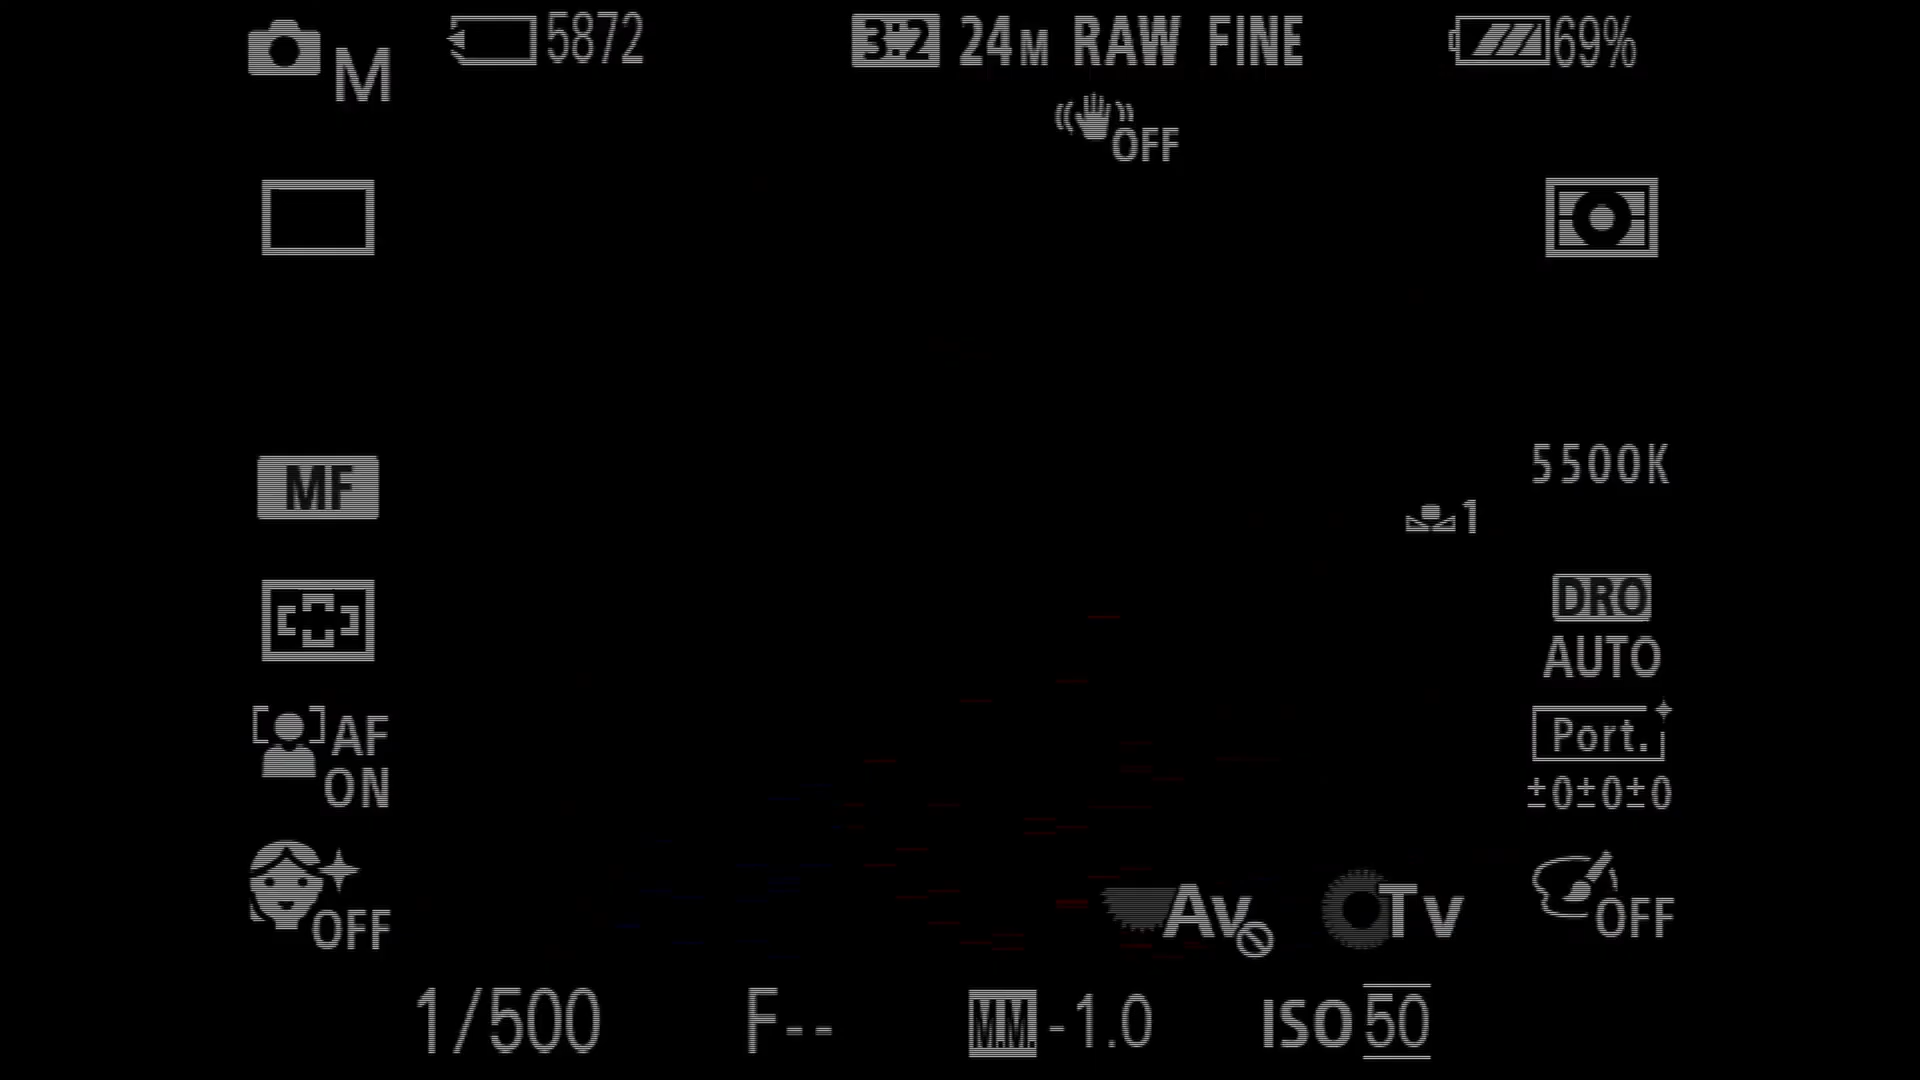 M 5872 3:2 24M RAW FINE 69%
OFF
MF
5500K
1
DRO
AUTO
AF
ON
Port.
±0±0±0
OFF
Av Tv
OFF
1/500 F-- M.M. -1.0 ISO 50